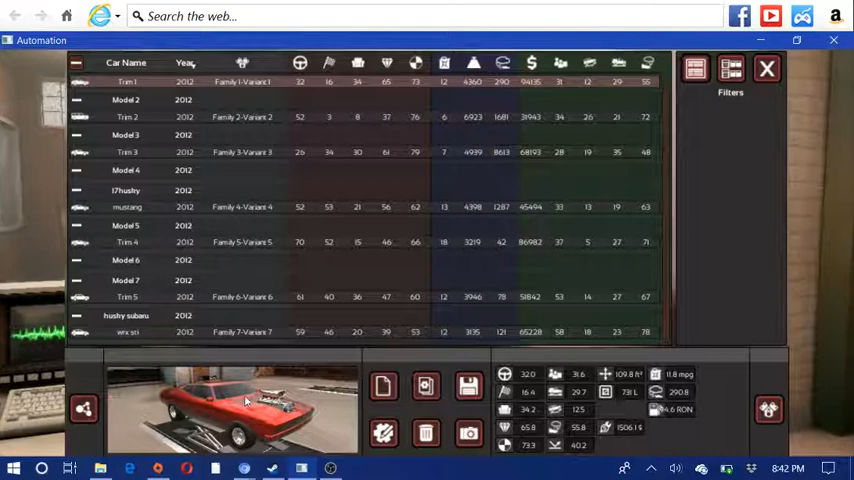 Search the web...
Automation
Car Name Year
Filters
Trim 1 2012 Family 1-Variant 1 32 16 34 65 73 12 4360 290 94135 31 12 29 55
Model 2 2012
Trim 2 2012 Family 2-Variant 2 52 3 8 37 76 6 6923 1681 31943 34 26 21 72
Model 3 2012
Trim 3 2012 Family 3-Variant 3 26 34 30 61 79 7 4939 8613 68193 28 19 35 48
Model 4 2012
17hushy 2012
mustang 2012 Family 4-Variant 4 52 53 21 56 62 13 4398 1287 45494 33 13 19 63
Model 5 2012
Trim 4 2012 Family 5-Variant 5 70 52 15 46 66 18 3219 42 86982 37 5 27 71
Model 6 2012
Model 7 2012
Trim 5 2012 Family 6-Variant 6 61 40 36 47 60 12 3946 78 51842 53 14 27 67
hushy subaru 2012
wrx sti 2012 Family 7-Variant 7 59 46 20 39 53 12 3135 121 65228 58 18 23 78
32.0 31.6 109.8 ft² 11.8 mpg
16.4 29.7 731 L 290.8
34.2 12.5 RON
65.8 55.8
73.3 40.2
8:42 PM